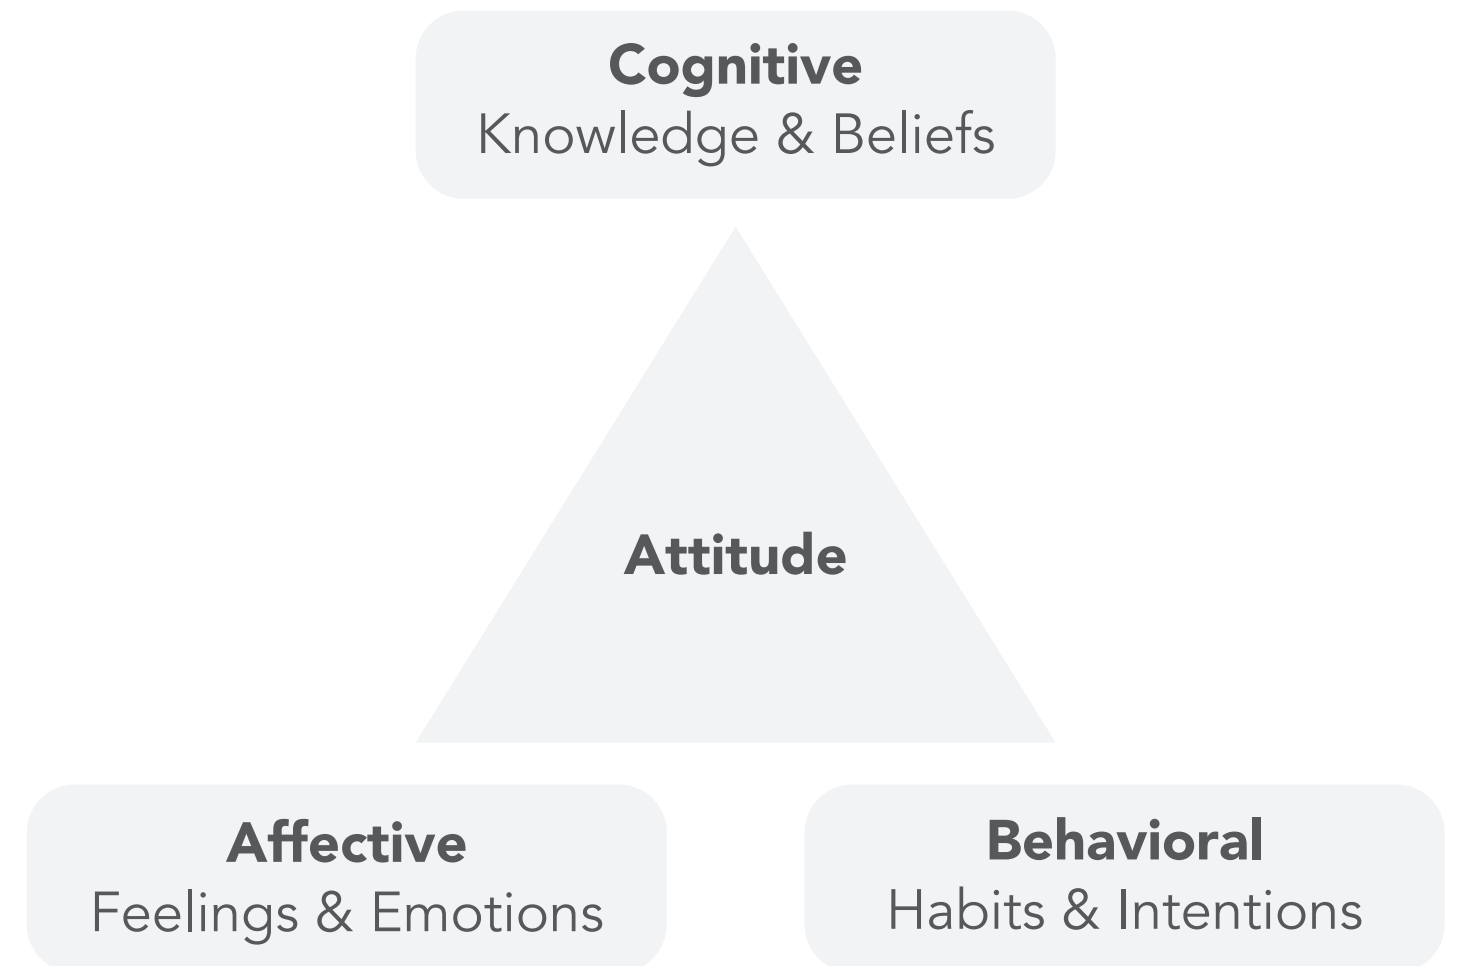 Cognitive
Knowledge & Beliefs
Attitude
Affective
Feelings & Emotions
Behavioral
Habits & Intentions